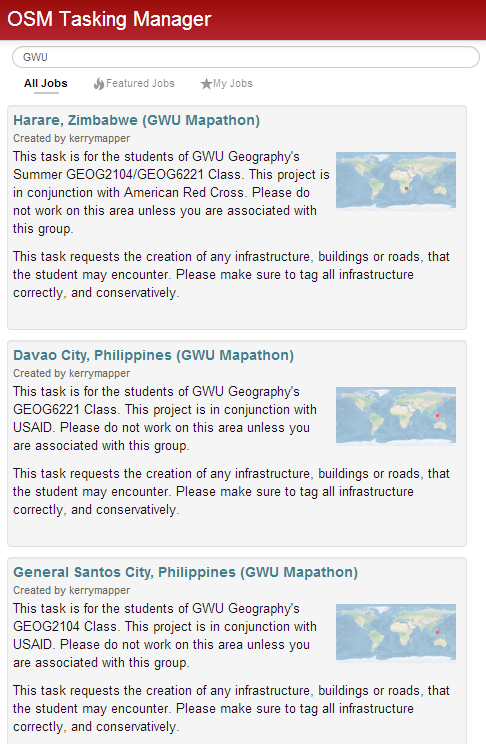 OSM Tasking Manager
GWU
All Jobs Featured Jobs My Jobs
Harare, Zimbabwe (GWU Mapathon)
Created by kerrymapper
This task is for the students of GWU Geography's
Summer GEOG2104/GEOG6221 Class. This project is
in conjunction with American Red Cross. Please do
not work on this area unless you are associated with
this group.
This task requests the creation of any infrastructure, buildings or roads, that
the student may encounter. Please make sure to tag all infrastructure
correctly, and conservatively.
Davao City, Philippines (GWU Mapathon)
Created by kerrymapper
This task is for the students of GWU Geography's
GEOG6221 Class. This project is in conjunction with
USAID. Please do not work on this area unless you
are associated with this group.
This task requests the creation of any infrastructure, buildings or roads, that
the student may encounter. Please make sure to tag all infrastructure
correctly, and conservatively.
General Santos City, Philippines (GWU Mapathon)
Created by kerrymapper
This task is for the students of GWU Geography's
GEOG2104 Class. This project is in conjunction with
USAID. Please do not work on this area unless you
are associated with this group.
This task requests the creation of any infrastructure, buildings or roads, that
the student may encounter. Please make sure to tag all infrastructure
correctly, and conservatively.